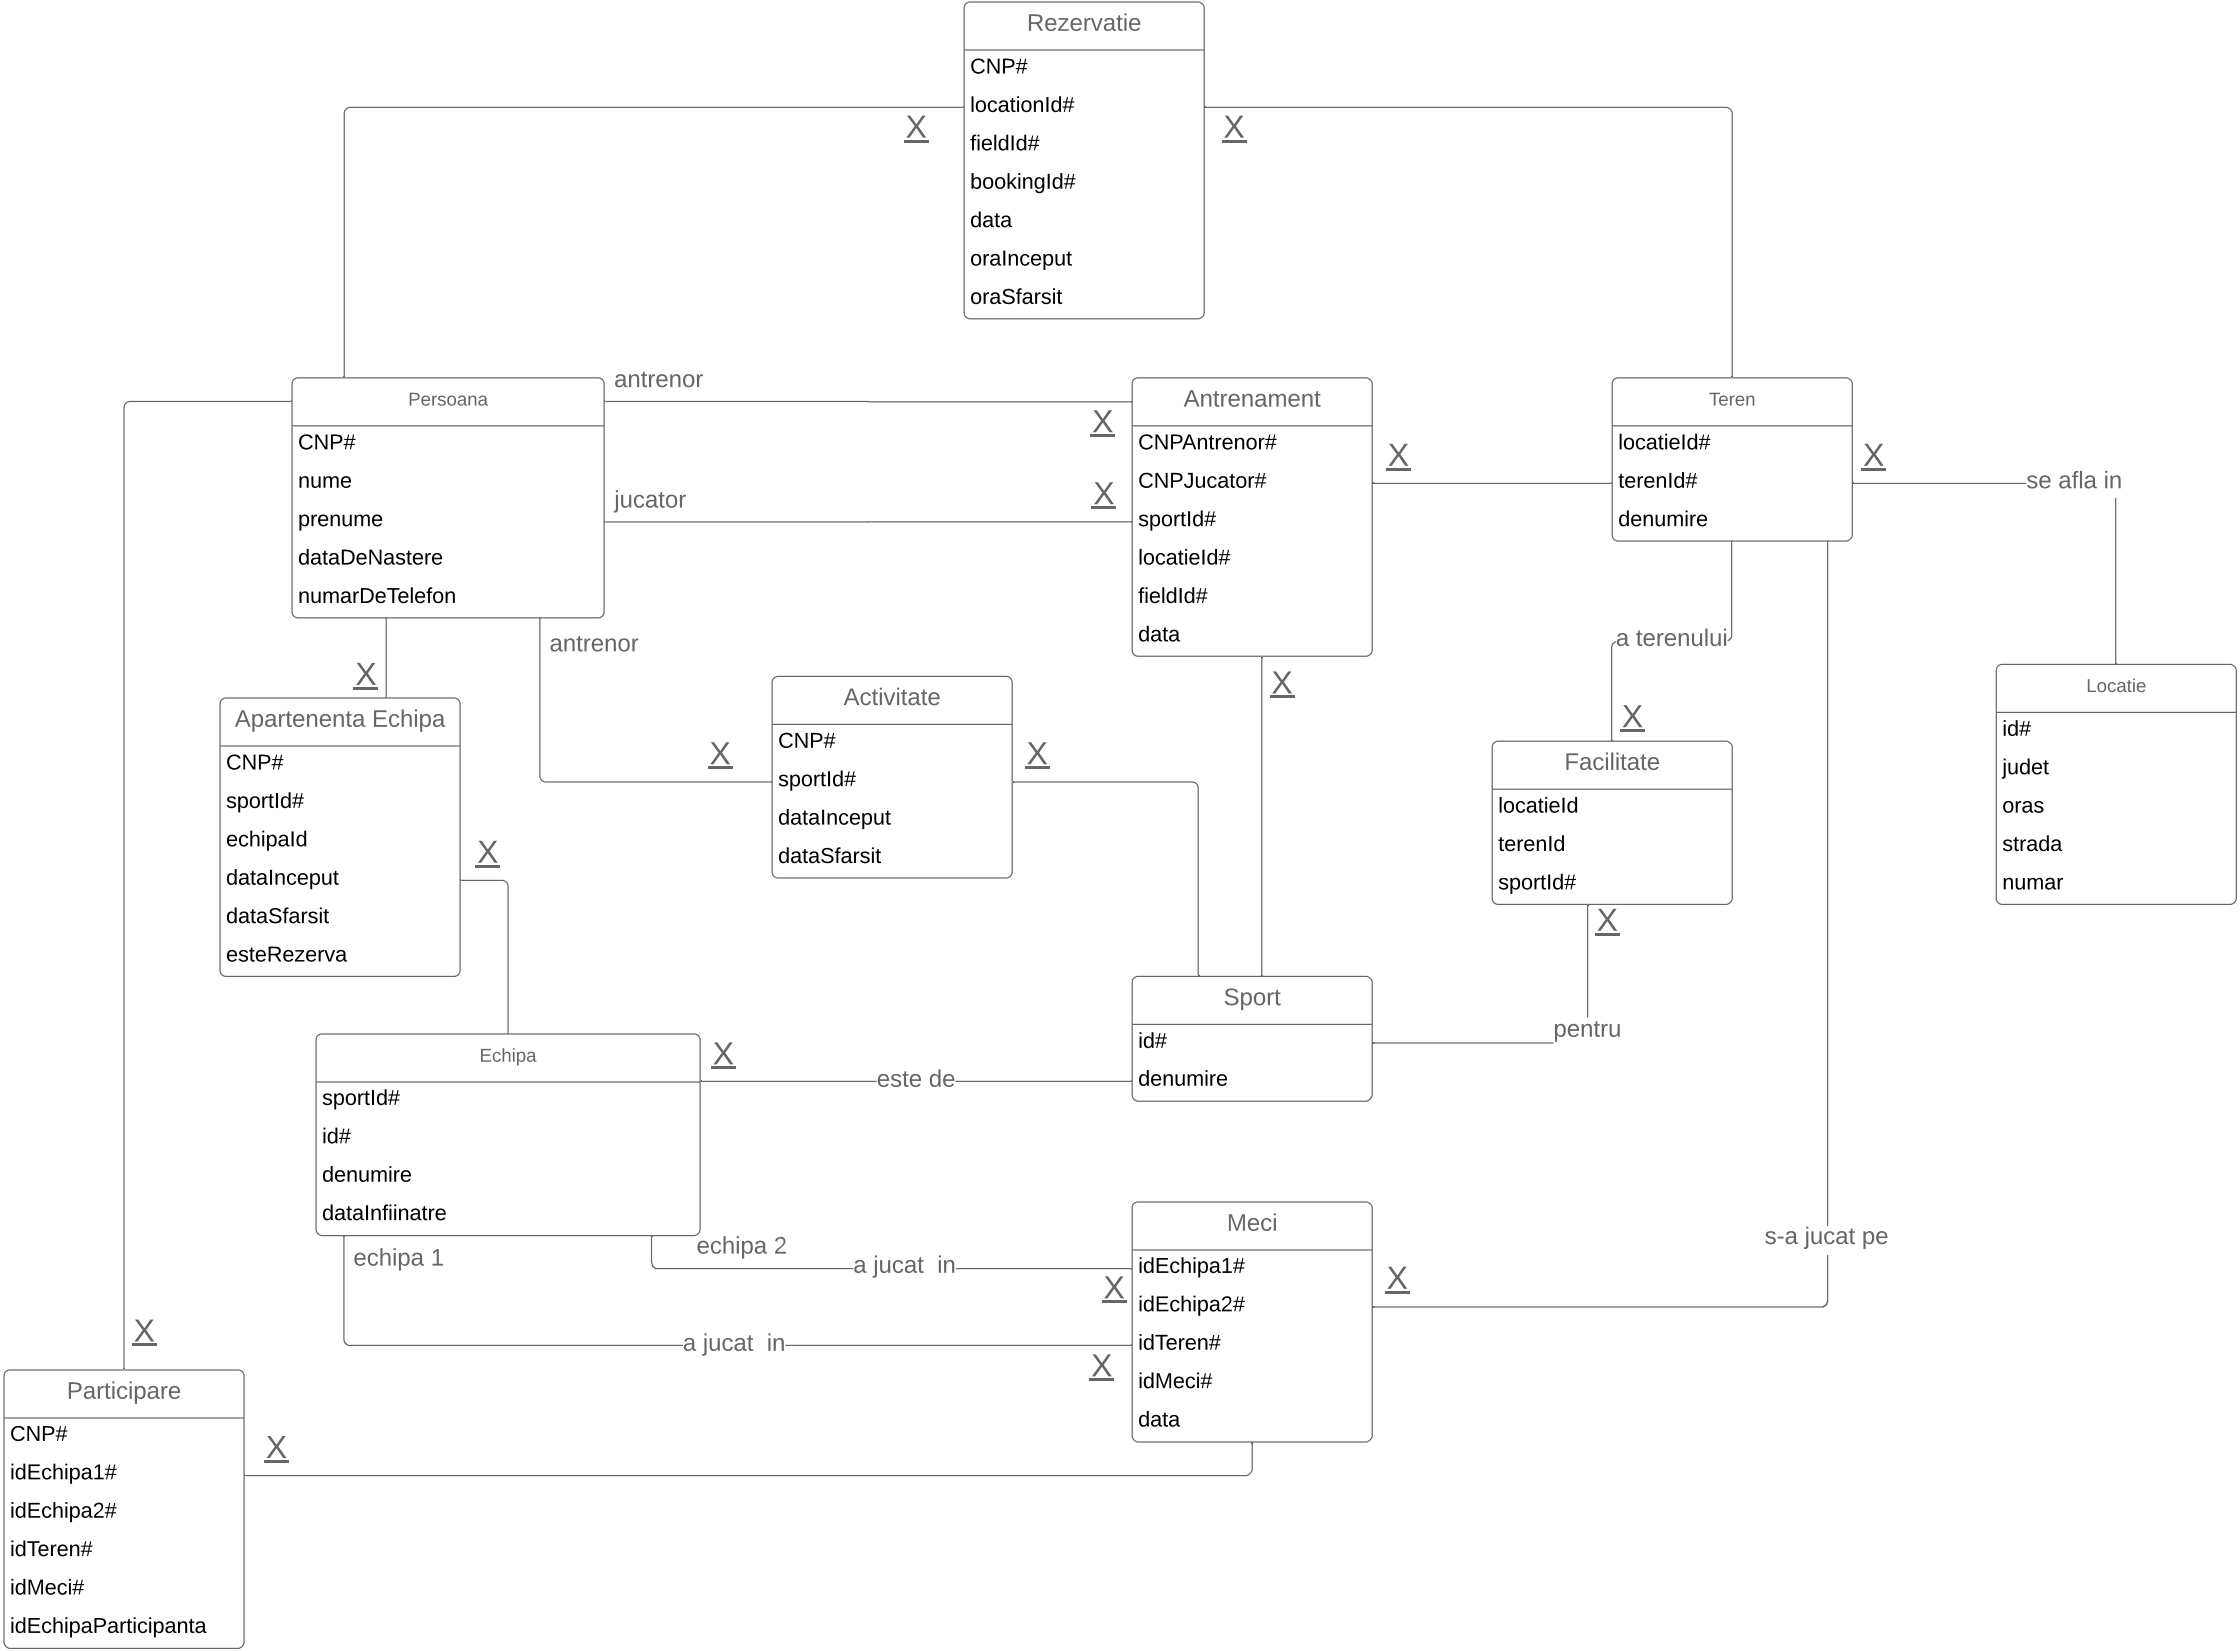 Rezervatie
CNP#
locationId#
fieldId#
bookingId#
data
oraInceput
oraSfarsit
X
X
Persoana
CNP#
nume
prenume
dataDeNastere
numarDeTelefon
antrenor
X
jucator
X
Antrenament
CNPAntrenor#
CNPJucator#
sportId#
locatieId#
fieldId#
data
X
Teren
locatieId#
terenId#
denumire
X
se afla in
antrenor
X
a terenului
X
X
Apartenenta Echipa
CNP#
sportId#
echipaId
dataInceput
dataSfarsit
esteRezerva
X
Activitate
CNP#
sportId#
dataInceput
dataSfarsit
X
X
Facilitate
locatieId
terenId
sportId#
X
pentru
Locatie
id#
judet
oras
strada
numar
Sport
id#
denumire
Echipa
sportId#
id#
denumire
dataInfiinatre
X
este de
echipa 1
echipa 2
a jucat  in
X
a jucat  in
X
Meci
idEchipa1#
idEchipa2#
idTeren#
idMeci#
data
X
s-a jucat pe
X
Participare
CNP#
idEchipa1#
idEchipa2#
idTeren#
idMeci#
idEchipaParticipanta
X